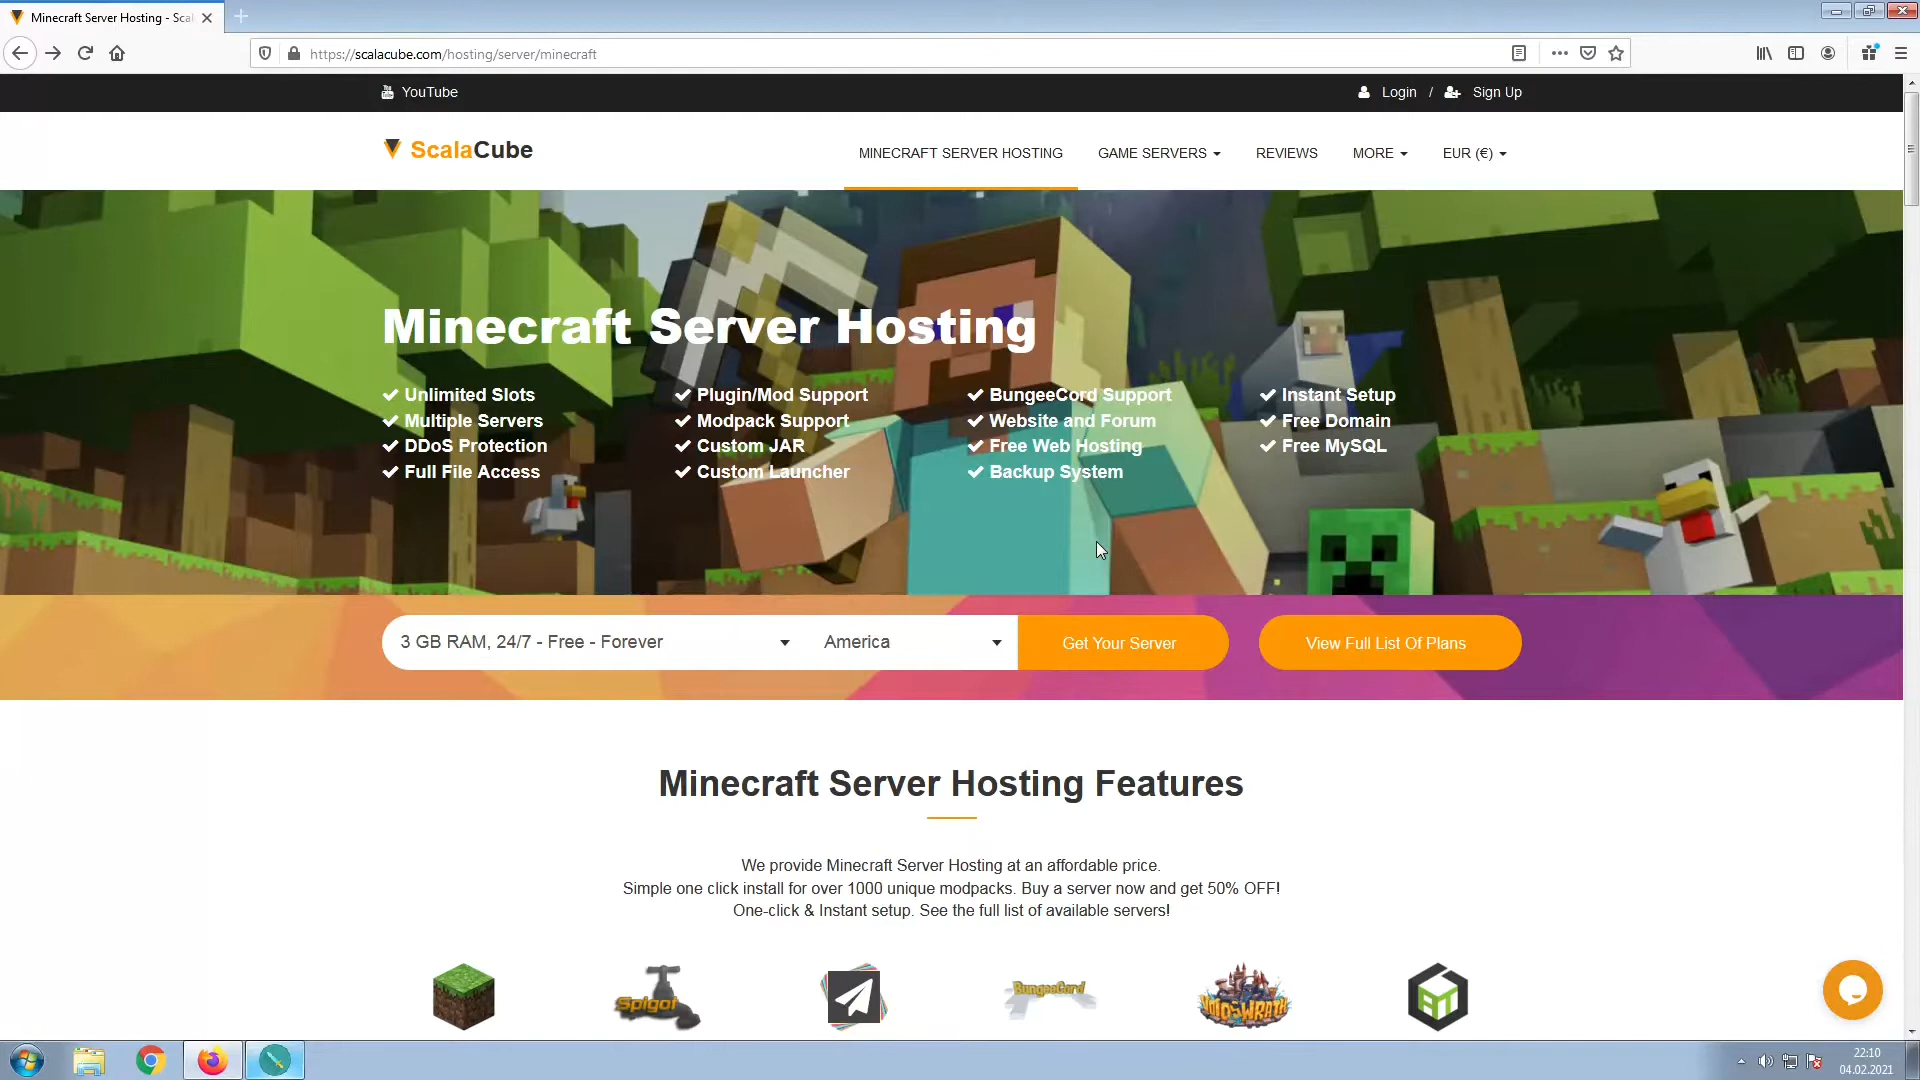 Minecraft Server Hosting - Scal
https://scalacube.com/hosting/server/minecraft
YouTube
Login / Sign Up
ScalaCube
MINECRAFT SERVER HOSTING
GAME SERVERS
REVIEWS
MORE
EUR (€)
Minecraft Server Hosting
Unlimited Slots
Multiple Servers
DDoS Protection
Full File Access
Plugin/Mod Support
Modpack Support
Custom JAR
Custom Launcher
BungeeCord Support
Website and Forum
Free Web Hosting
Backup System
Instant Setup
Free Domain
Free MySQL
3 GB RAM, 24/7 - Free - Forever
America
Get Your Server
View Full List Of Plans
Minecraft Server Hosting Features
We provide Minecraft Server Hosting at an affordable price.
Simple one click install for over 1000 unique modpacks. Buy a server now and get 50% OFF!
One-click & Instant setup. See the full list of available servers!
Spigot
BungeeCord
VOIDSWRATH
22:10
04.02.2021